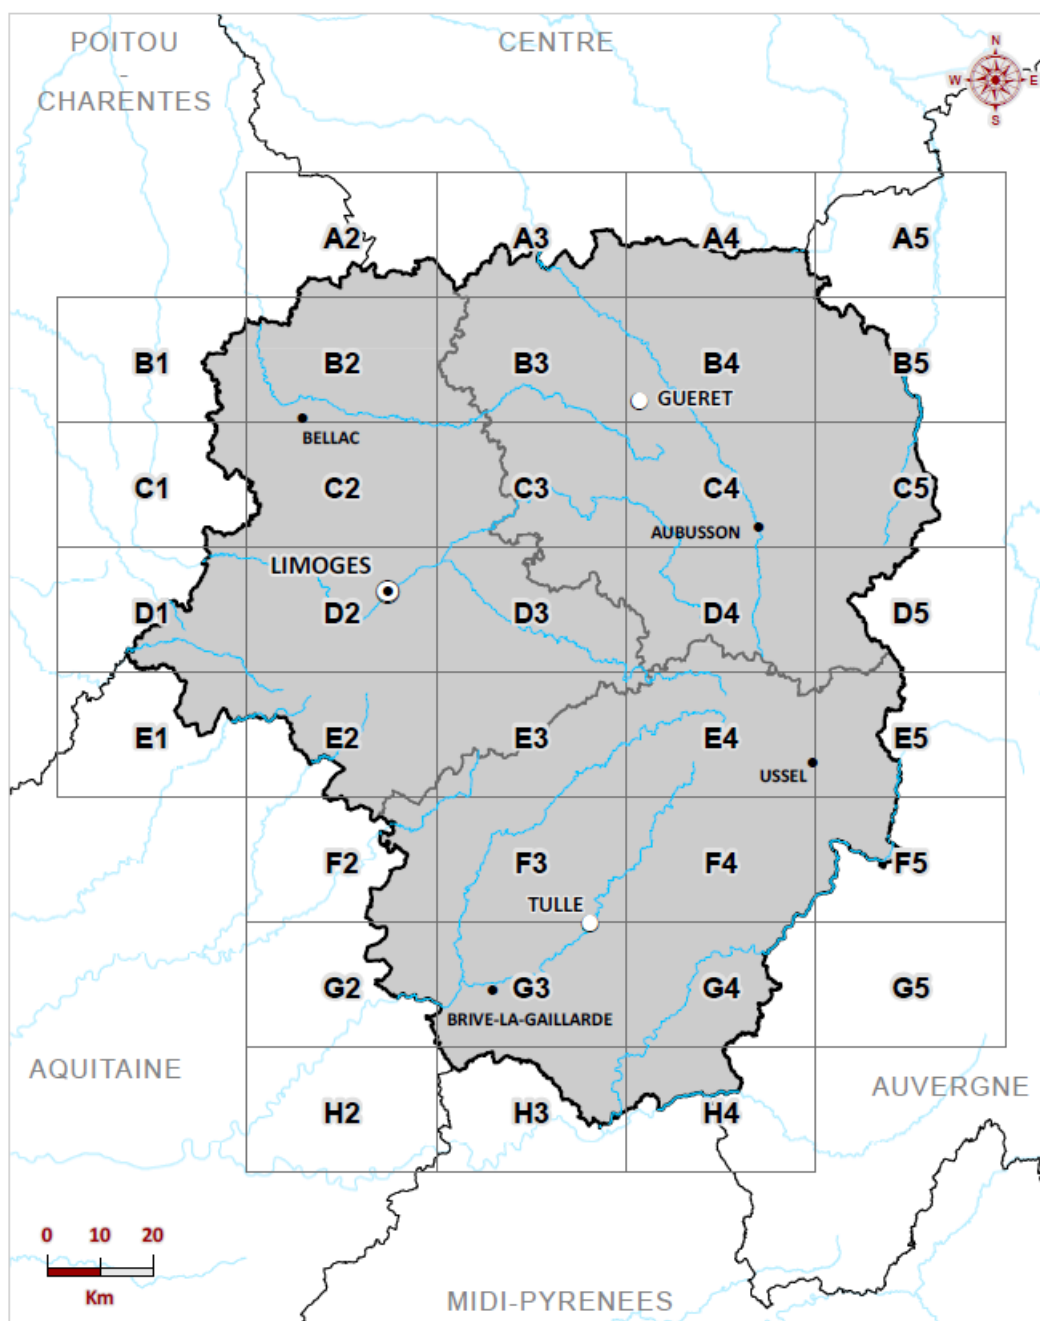 POITOU
-
CHARENTES
CENTRE
N
W E
S
A2 A3 A4 A5
B1 B2 B3 B4 B5
GUERET
BELLAC
C1 C2 C3 C4 C5
AUBUSSON
LIMOGES
D1 D2 D3 D4 D5
E1 E2 E3 E4 E5
USSEL
F2 F3 F4 F5
TULLE
G2 G3 G4 G5
BRIVE-LA-GAILLARDE
AQUITAINE
AUVERGNE
H2 H3 H4
0 10 20
Km
MIDI-PYRENEES